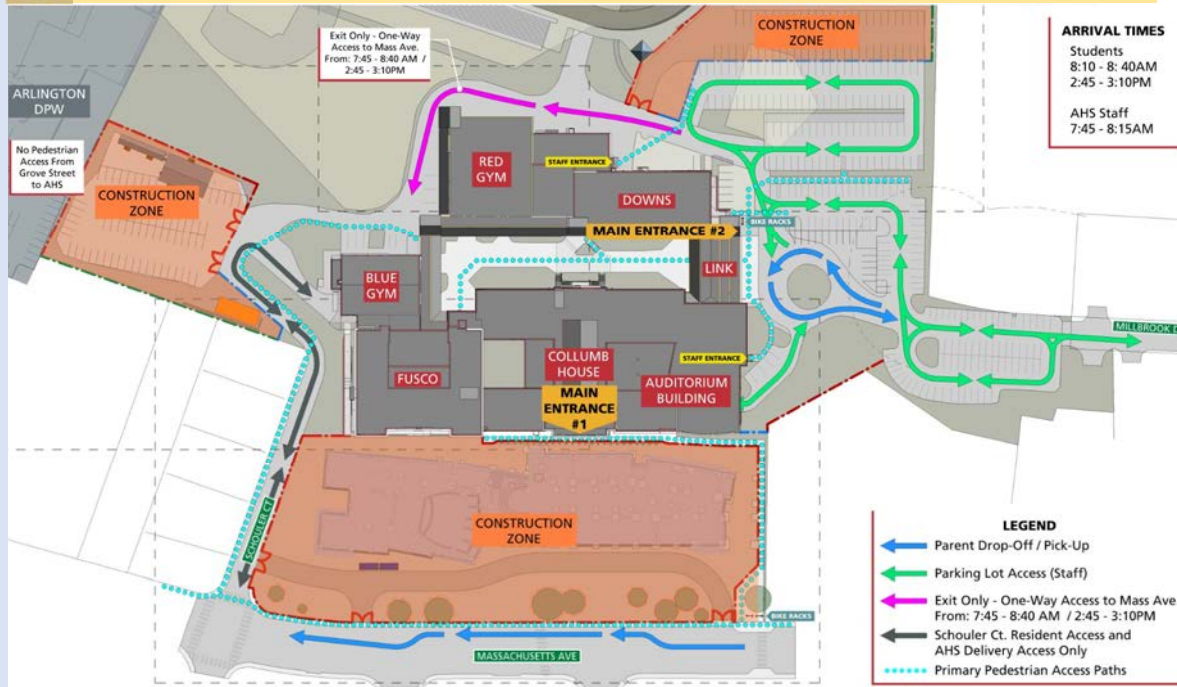 Exit Only - One-Way
Access to Mass Ave.
From: 7:45 - 8:40 AM /
2:45 - 3:10PM
CONSTRUCTION
ZONE
ARRIVAL TIMES
Students
8:10 - 8: 40AM
2:45 - 3:10PM
AHS Staff
7:45 - 8:15AM
ARLINGTON
DPW
No Pedestrian
Access From
Grove Street
to AHS
CONSTRUCTION
ZONE
RED
GYM
STAFF ENTRANCE
DOWNS
BIKE RACKS
MAIN ENTRANCE #2
LINK
BLUE
GYM
FUSCO
COLLUMB
HOUSE
STAFF ENTRANCE
AUDITORIUM
BUILDING
MAIN
ENTRANCE
#1
MILLBROOK
SCHOULER CT
CONSTRUCTION
ZONE
BIKE RACKS
MASSACHUSETTS AVE
LEGEND
Parent Drop-Off / Pick-Up
Parking Lot Access (Staff)
Exit Only - One-Way Access to Mass Ave
From: 7:45 - 8:40 AM / 2:45 - 3:10PM
Schouler Ct. Resident Access and
AHS Delivery Access Only
Primary Pedestrian Access Paths